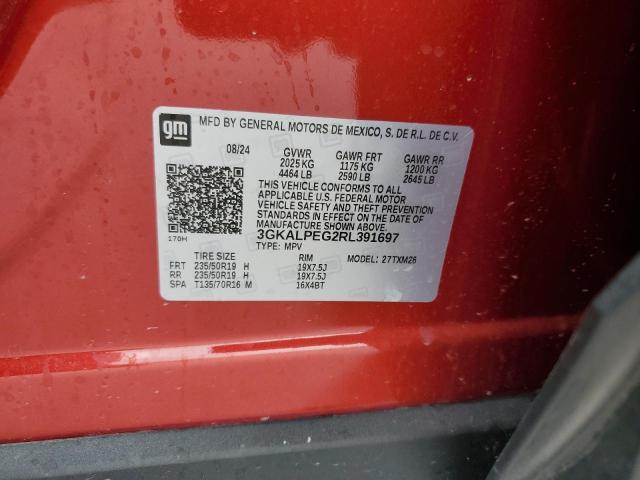 gm MFD BY GENERAL MOTORS DE MEXICO, S. DE R.L. DE C.V.
08/24 GVWR GAWR FRT GAWR RR
2025 KG 1175 KG 1200 KG
4464 LB 2590 LB 2645 LB
THIS VEHICLE CONFORMS TO ALL
APPLICABLE U.S. FEDERAL MOTOR
VEHICLE SAFETY AND THEFT PREVENTION
STANDARDS IN EFFECT ON THE DATE OF
MANUFACTURE SHOWN ABOVE.
170H 3GKALPEG2RL391697
TYPE: MPV
TIRE SIZE RIM MODEL: 27TXM26
FRT 235/50R19 H 19X7.5J
RR 235/50R19 H 19X7.5J
SPA T135/70R16 M 16X4BT